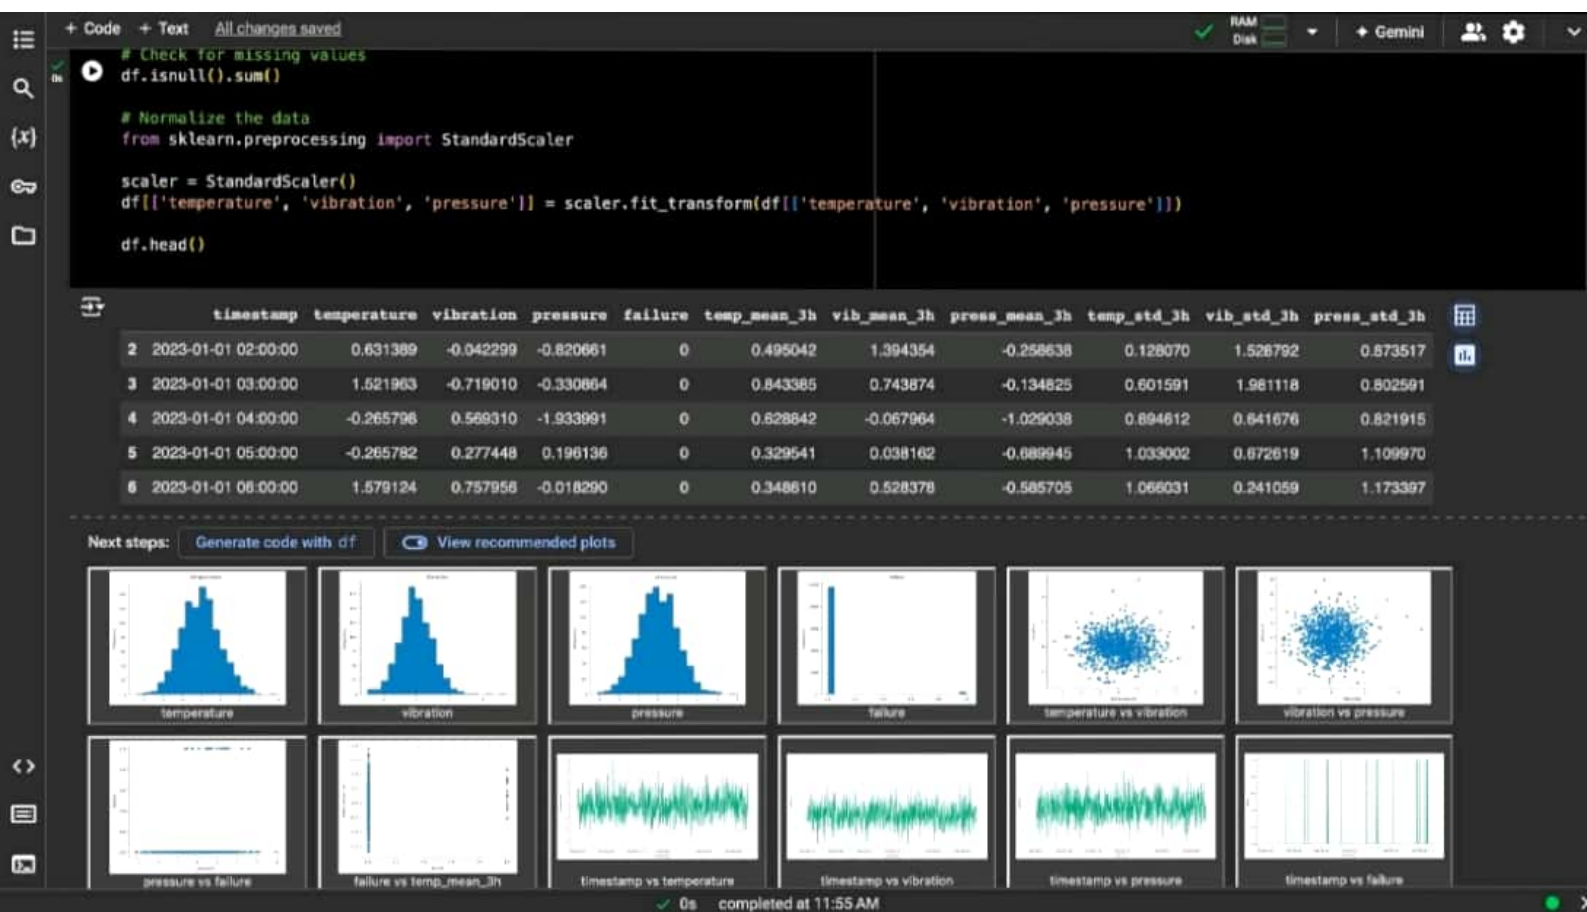 + Code + Text All changes saved
RAM
Disk
Gemini
# Check for missing values
df.isnull().sum()
# Normalize the data
from sklearn.preprocessing import StandardScaler
scaler = StandardScaler()
df[['temperature', 'vibration', 'pressure']] = scaler.fit_transform(df[['temperature', 'vibration', 'pressure']])
df.head()
0s
{x}
timestamp temperature vibration pressure failure temp_mean_3h vib_mean_3h press_mean_3h temp_std_3h vib_std_3h press_std_3h
2 2023-01-01 02:00:00 0.631389 -0.042299 -0.820661 0 0.495042 1.394354 -0.258638 0.128070 1.528792 0.873517
3 2023-01-01 03:00:00 1.521963 -0.719010 -0.330864 0 0.843385 0.743874 -0.134825 0.601591 1.981118 0.802591
4 2023-01-01 04:00:00 -0.265796 0.569310 -1.933991 0 0.628842 -0.067964 -1.029038 0.894612 0.641676 0.821915
5 2023-01-01 05:00:00 -0.265782 0.277448 0.196136 0 0.329541 0.038162 -0.689945 1.033002 0.672619 1.109970
6 2023-01-01 06:00:00 1.579124 0.757956 -0.018290 0 0.348610 0.528378 -0.585705 1.066031 0.241059 1.173397
Next steps: Generate code with df View recommended plots
temperature vibration pressure failure temperature vs vibration vibration vs pressure
pressure vs failure failure vs temp_mean_3h timestamp vs temperature timestamp vs vibration timestamp vs pressure timestamp vs failure
0s completed at 11:55 AM